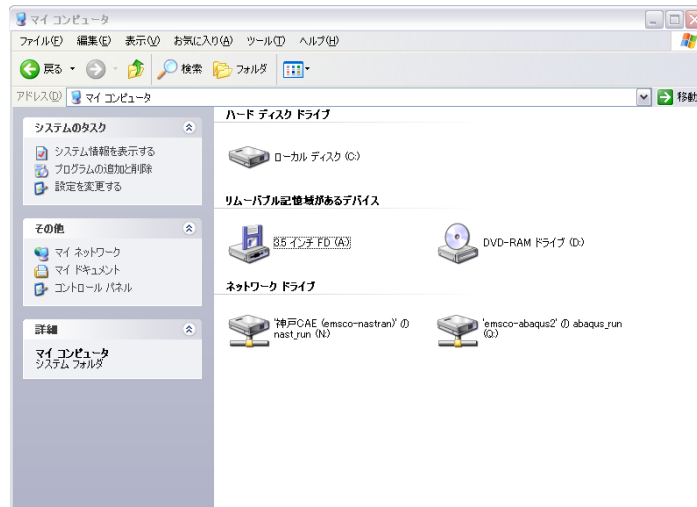 マイ コンピュータ
ファイル(F) 編集(E) 表示(V) お気に入り(A) ツール(T) ヘルプ(H)
戻る 検索 フォルダ
アドレス(D) マイ コンピュータ 移動
システムのタスク
システム情報を表示する
プログラムの追加と削除
設定を変更する
その他
マイ ネットワーク
マイ ドキュメント
コントロール パネル
詳細
マイ コンピュータ
システム フォルダ
ハード ディスク ドライブ
ローカル ディスク (C:)
リムーバブル記憶域があるデバイス
3.5 インチ FD (A:)
DVD-RAM ドライブ (D:)
ネットワーク ドライブ
'神戸CAE (emsco-nastran)' の
nast_run (N:)
'emsco-abaqus2' の abaqus_run
(Q:)